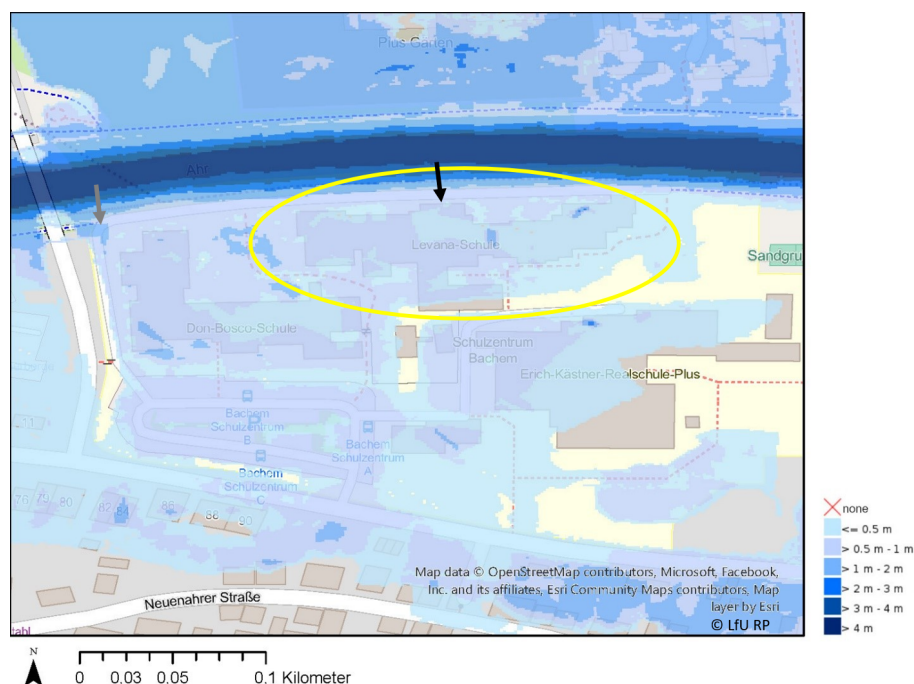 Plus Garten
Ahr
Levana-Schule
Sandgru
Don-Bosco-Schule
Schulzentrum
Bachem
Erich-Kästner-Realschule-Plus
Bachem
Schulzentrum
B
Bachem
Schulzentrum
A
Bachem
Schulzentrum
C
76 79 80 82 84 86 88 90
Neuenahrer Straße
Map data © OpenStreetMap contributors, Microsoft, Facebook,
Inc. and its affiliates, Esri Community Maps contributors, Map
layer by Esri
© LfU RP
none
<= 0.5 m
> 0.5 m - 1 m
> 1 m - 2 m
> 2 m - 3 m
> 3 m - 4 m
> 4 m
N
0 0.03 0.05 0.1 Kilometer